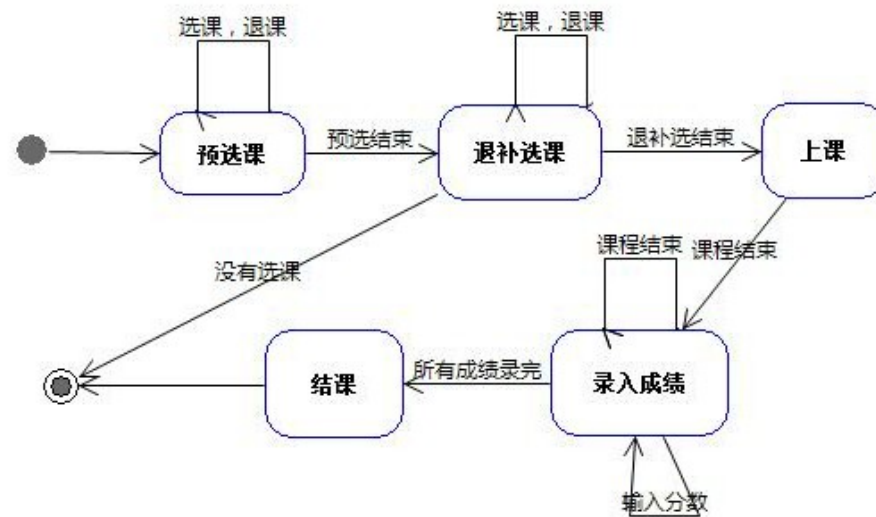 选课，退课
选课，退课
预选课
预选结束
退补选课
退补选结束
上课
没有选课
课程结束
课程结束
结课
所有成绩录完
录入成绩
输入分数